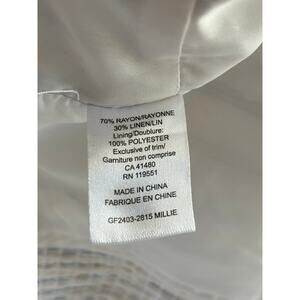 70% RAYON/RAYONNE
30% LINEN/LIN
Lining/Doublure:
100% POLYESTER
Exclusive of trim/
Garniture non comprise
CA 41480
RN 119551
MADE IN CHINA
FABRIQUE EN CHINE
GF2403-2815 MILLIE